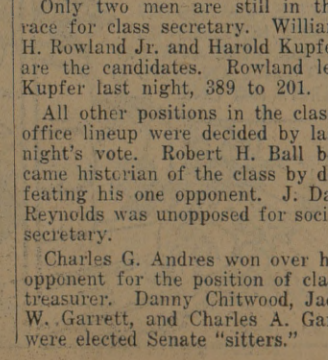 Only two men are still in th
race for class secretary. Willia
H. Rowland Jr. and Harold Kupfe
are the candidates. Rowland le
Kupfer last night, 389 to 201.
All other positions in the clas
office lineup were decided by la
night's vote. Robert H. Ball b
came historian of the class by d
feating his one opponent. J. Da
Reynolds was unopposed for soci
secretary.
Charles G. Andres won over h
opponent for the position of cla
treasurer. Danny Chitwood, Ja
W. Garrett, and Charles A. Ga
were elected Senate "sitters."